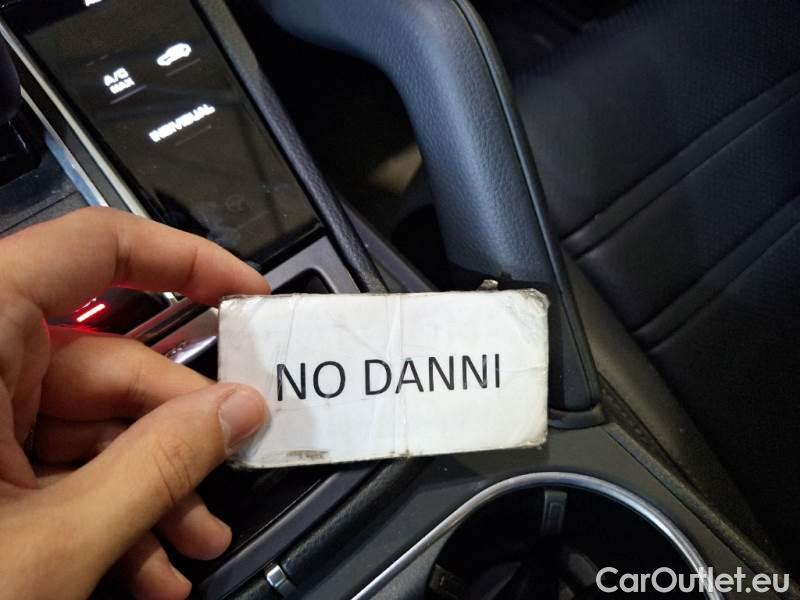 A/C
MAX
INDIVIDUAL
NO DANNI
CarOutlet.eu